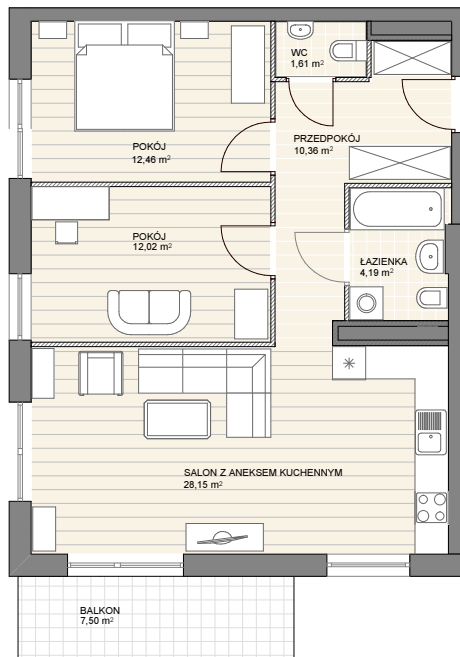 WC
1,61 m²
PRZEDPOKÓJ
10,36 m²
POKÓJ
12,46 m²
POKÓJ
12,02 m²
ŁAZIENKA
4,19 m²
SALON Z ANEKSEM KUCHENNYM
28,15 m²
BALKON
7,50 m²